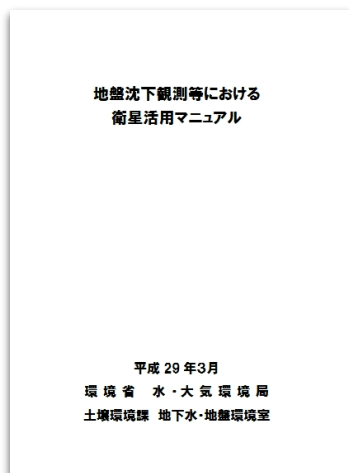 地盤沈下観測等における
衛星活用マニュアル
平成 29 年3月
環 境 省　水 ・ 大 気 環 境 局
土壌環境課 地下水・地盤環境室